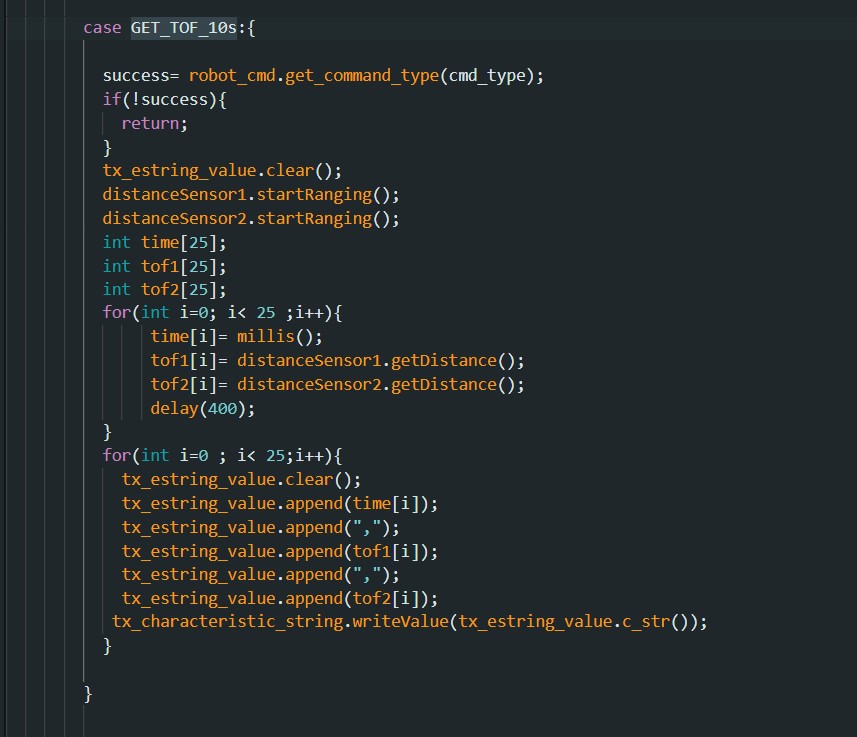 case GET_TOF_10s:{
success= robot_cmd.get_command_type(cmd_type);
if(!success){
return;
}
tx_estring_value.clear();
distanceSensor1.startRanging();
distanceSensor2.startRanging();
int time[25];
int tof1[25];
int tof2[25];
for(int i=0; i< 25 ;i++){
time[i]= millis();
tof1[i]= distanceSensor1.getDistance();
tof2[i]= distanceSensor2.getDistance();
delay(400);
}
for(int i=0 ; i< 25;i++){
tx_estring_value.clear();
tx_estring_value.append(time[i]);
tx_estring_value.append(",");
tx_estring_value.append(tof1[i]);
tx_estring_value.append(",");
tx_estring_value.append(tof2[i]);
tx_characteristic_string.writeValue(tx_estring_value.c_str());
}
}